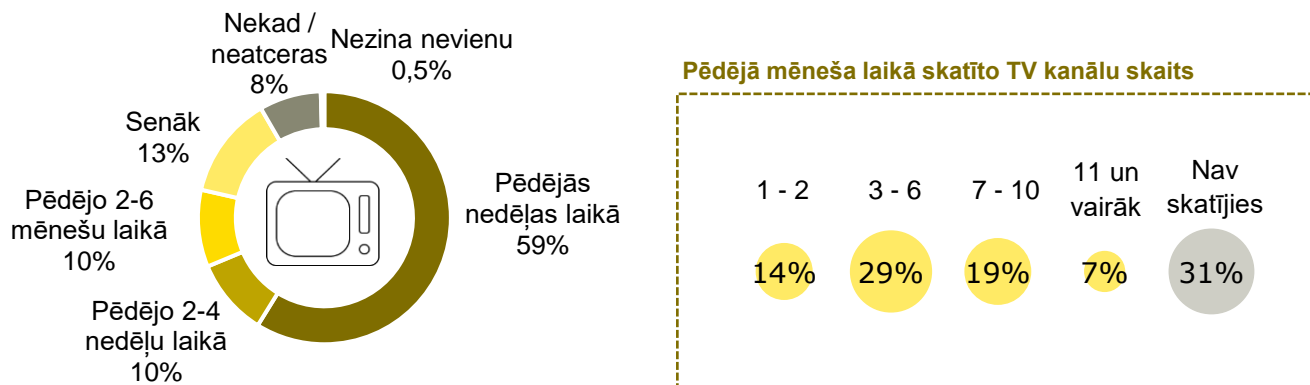 Nekad /
neatceras
8%
Nezina nevienu
0,5%
Senāk
13%
Pēdējo 2-6
mēnešu laikā
10%
Pēdējo 2-4
nedēļu laikā
10%
Pēdējās
nedēļas laikā
59%
Pēdējā mēneša laikā skatīto TV kanālu skaits
1 - 2
3 - 6
7 - 10
11 un
vairāk
Nav
skatījies
14%
29%
19%
7%
31%